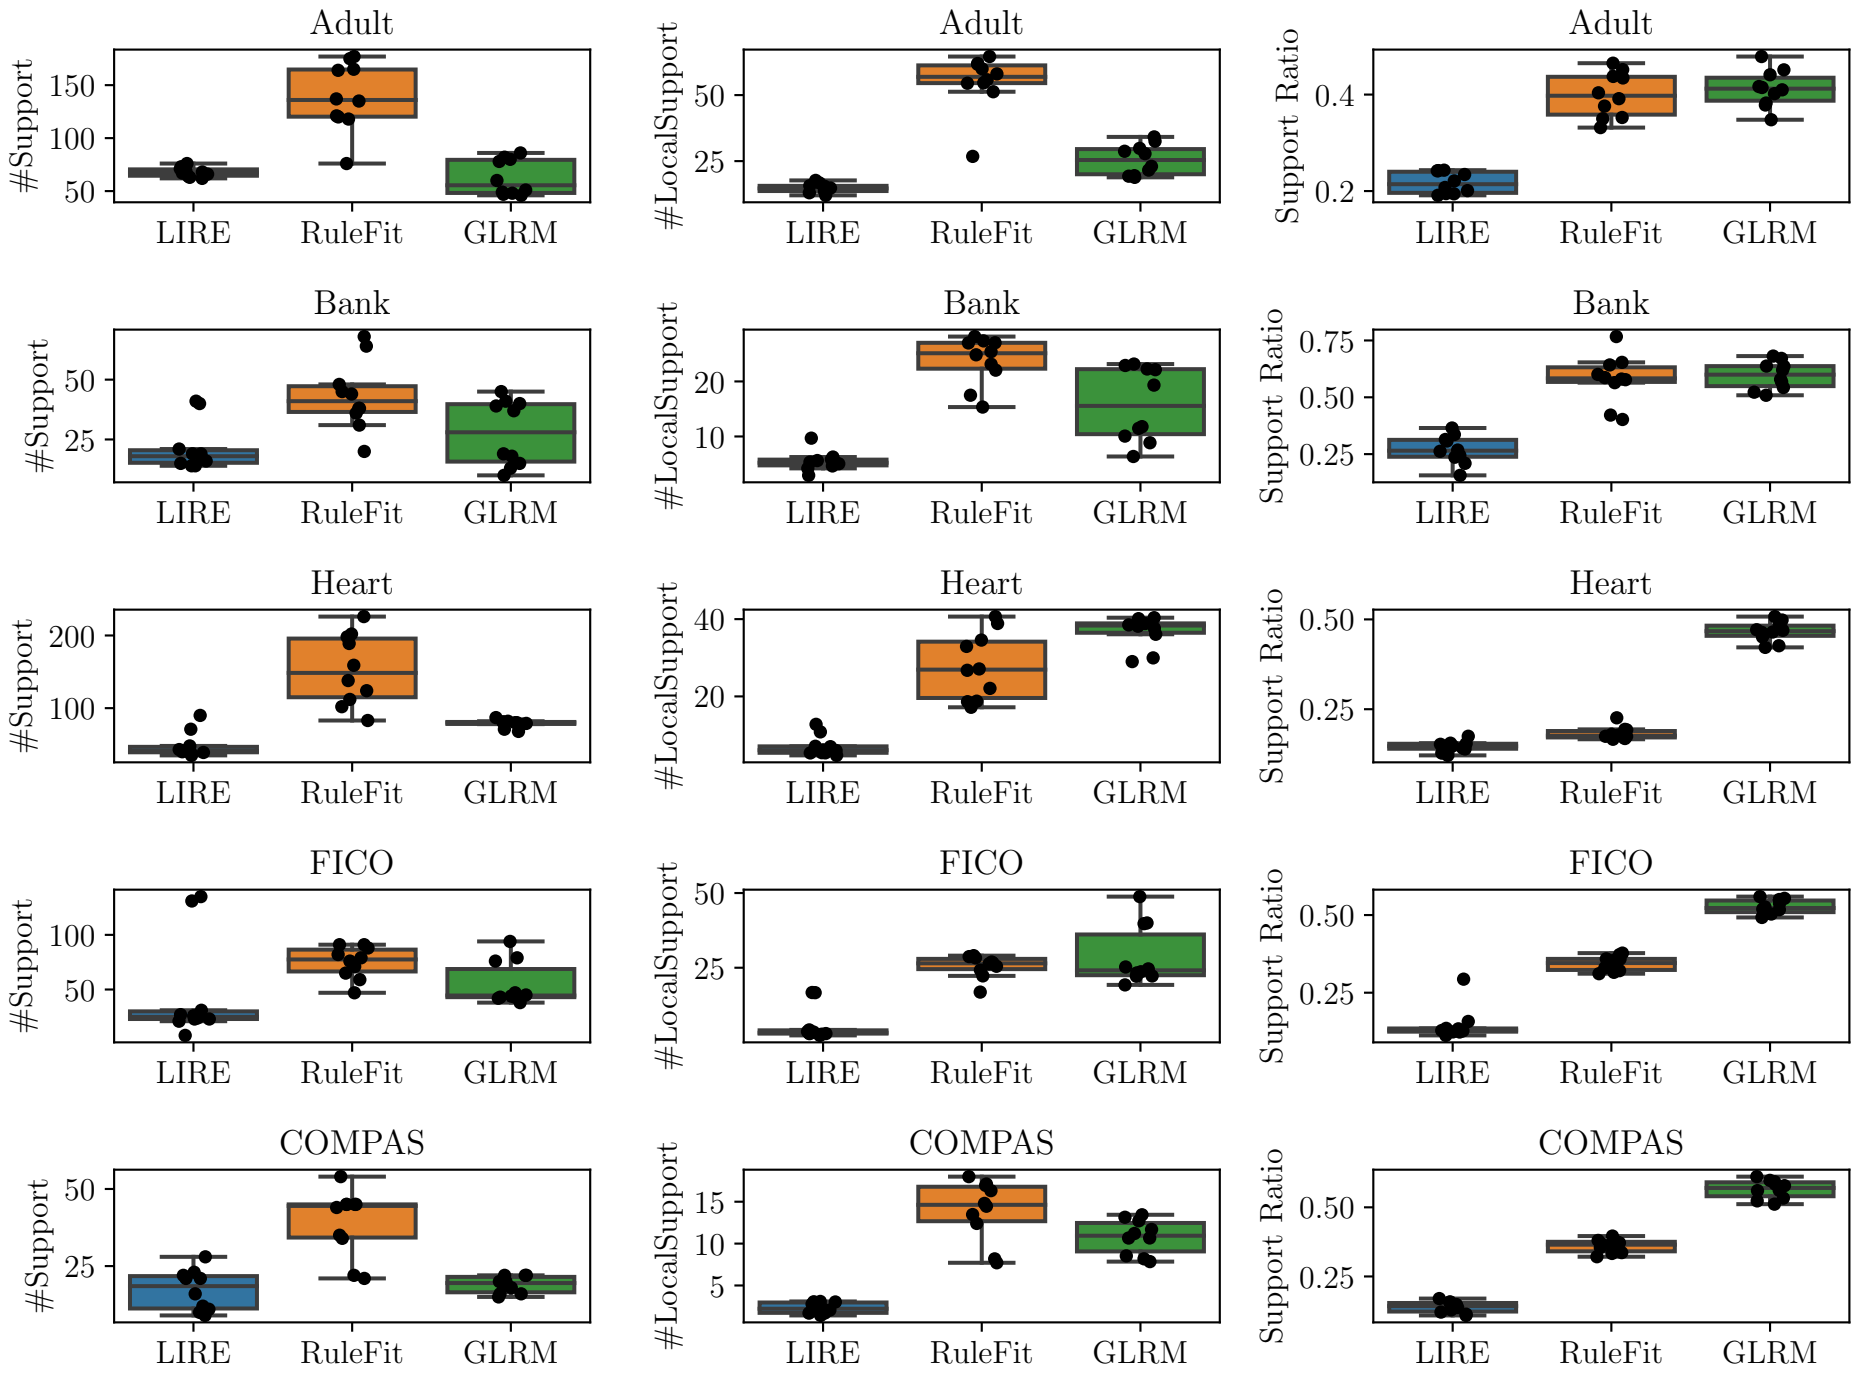 Adult
#Support
150
100
50
LIRE RuleFit GLRM
Adult
#LocalSupport
50
25
LIRE RuleFit GLRM
Adult
Support Ratio
0.4
0.2
LIRE RuleFit GLRM
Bank
#Support
50
25
LIRE RuleFit GLRM
Bank
#LocalSupport
20
10
LIRE RuleFit GLRM
Bank
Support Ratio
0.75
0.50
0.25
LIRE RuleFit GLRM
Heart
#Support
200
100
LIRE RuleFit GLRM
Heart
#LocalSupport
40
20
LIRE RuleFit GLRM
Heart
Support Ratio
0.50
0.25
LIRE RuleFit GLRM
FICO
#Support
100
50
LIRE RuleFit GLRM
FICO
#LocalSupport
50
25
LIRE RuleFit GLRM
FICO
Support Ratio
0.50
0.25
LIRE RuleFit GLRM
COMPAS
#Support
50
25
LIRE RuleFit GLRM
COMPAS
#LocalSupport
15
10
5
LIRE RuleFit GLRM
COMPAS
Support Ratio
0.50
0.25
LIRE RuleFit GLRM